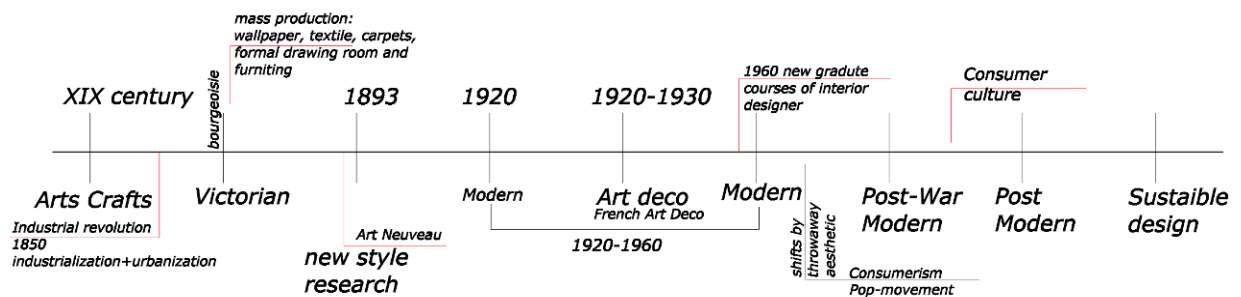 mass production:
wallpaper, textile, carpets,
formal drawing room and
furniting
XIX century
bourgeoisie
1893
1920
1920-1930
1960 new gradute
courses of interior
designer
Consumer
culture
Arts Crafts
Industrial revolution
1850
industrialization+urbanization
Victorian
Art Neuveau
new style
research
Modern
Art deco
French Art Deco
Modern
1920-1960
shifts by
throwaway
aesthetic
Post-War
Modern
Consumerism
Pop-movement
Post
Modern
Sustaible
design